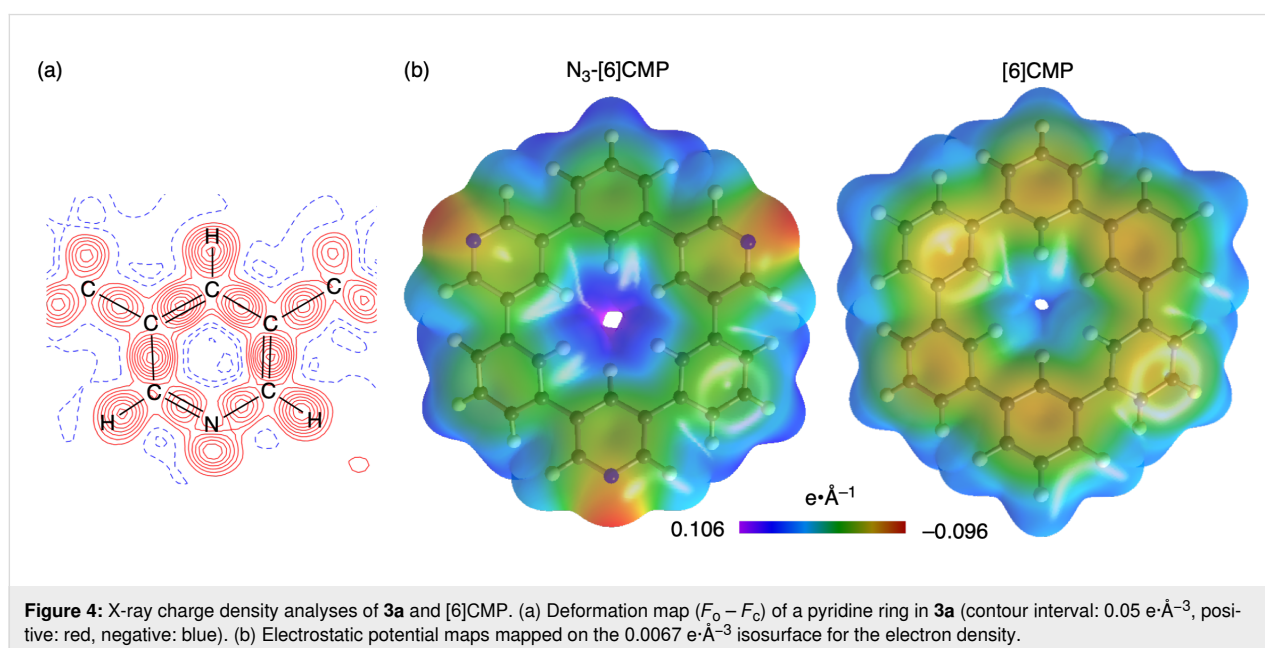 (a)
(b)
N₃-[6]CMP
[6]CMP
H
C
C
C
C
C
C
C
H
N
H
e•Å⁻¹
0.106
–0.096
Figure 4: X-ray charge density analyses of 3a and [6]CMP. (a) Deformation map (Fₒ – F꜀) of a pyridine ring in 3a (contour interval: 0.05 e·Å⁻³, posi-
tive: red, negative: blue). (b) Electrostatic potential maps mapped on the 0.0067 e·Å⁻³ isosurface for the electron density.